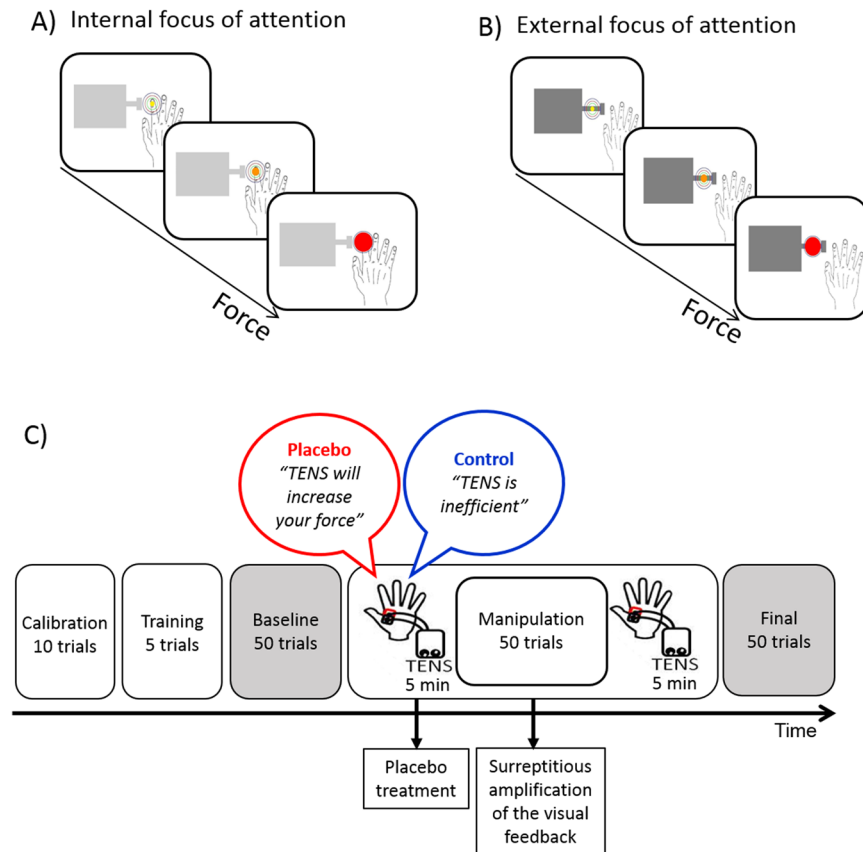 A) Internal focus of attention
B) External focus of attention
Force
Force
C)
Placebo
“TENS will
increase
your force”
Control
“TENS is
inefficient”
Calibration
10 trials
Training
5 trials
Baseline
50 trials
TENS
5 min
Manipulation
50 trials
TENS
5 min
Final
50 trials
Time
Placebo
treatment
Surreptitious
amplification
of the visual
feedback